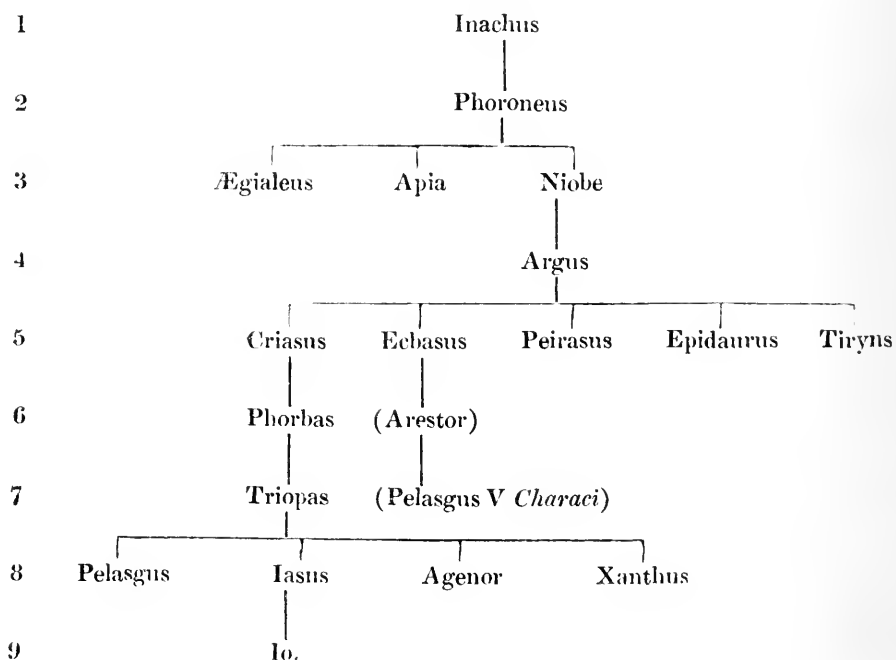 1 Inachus
2 Phoroneus
3 Ægialeus Apia Niobe
4 Argus
5 Criasus Ecbasus Peirasus Epidaurus Tiryns
6 Phorbas (Arestor)
7 Triopas (Pelasgus V Characi)
8 Pelasgus Iasus Agenor Xanthus
9 Io.